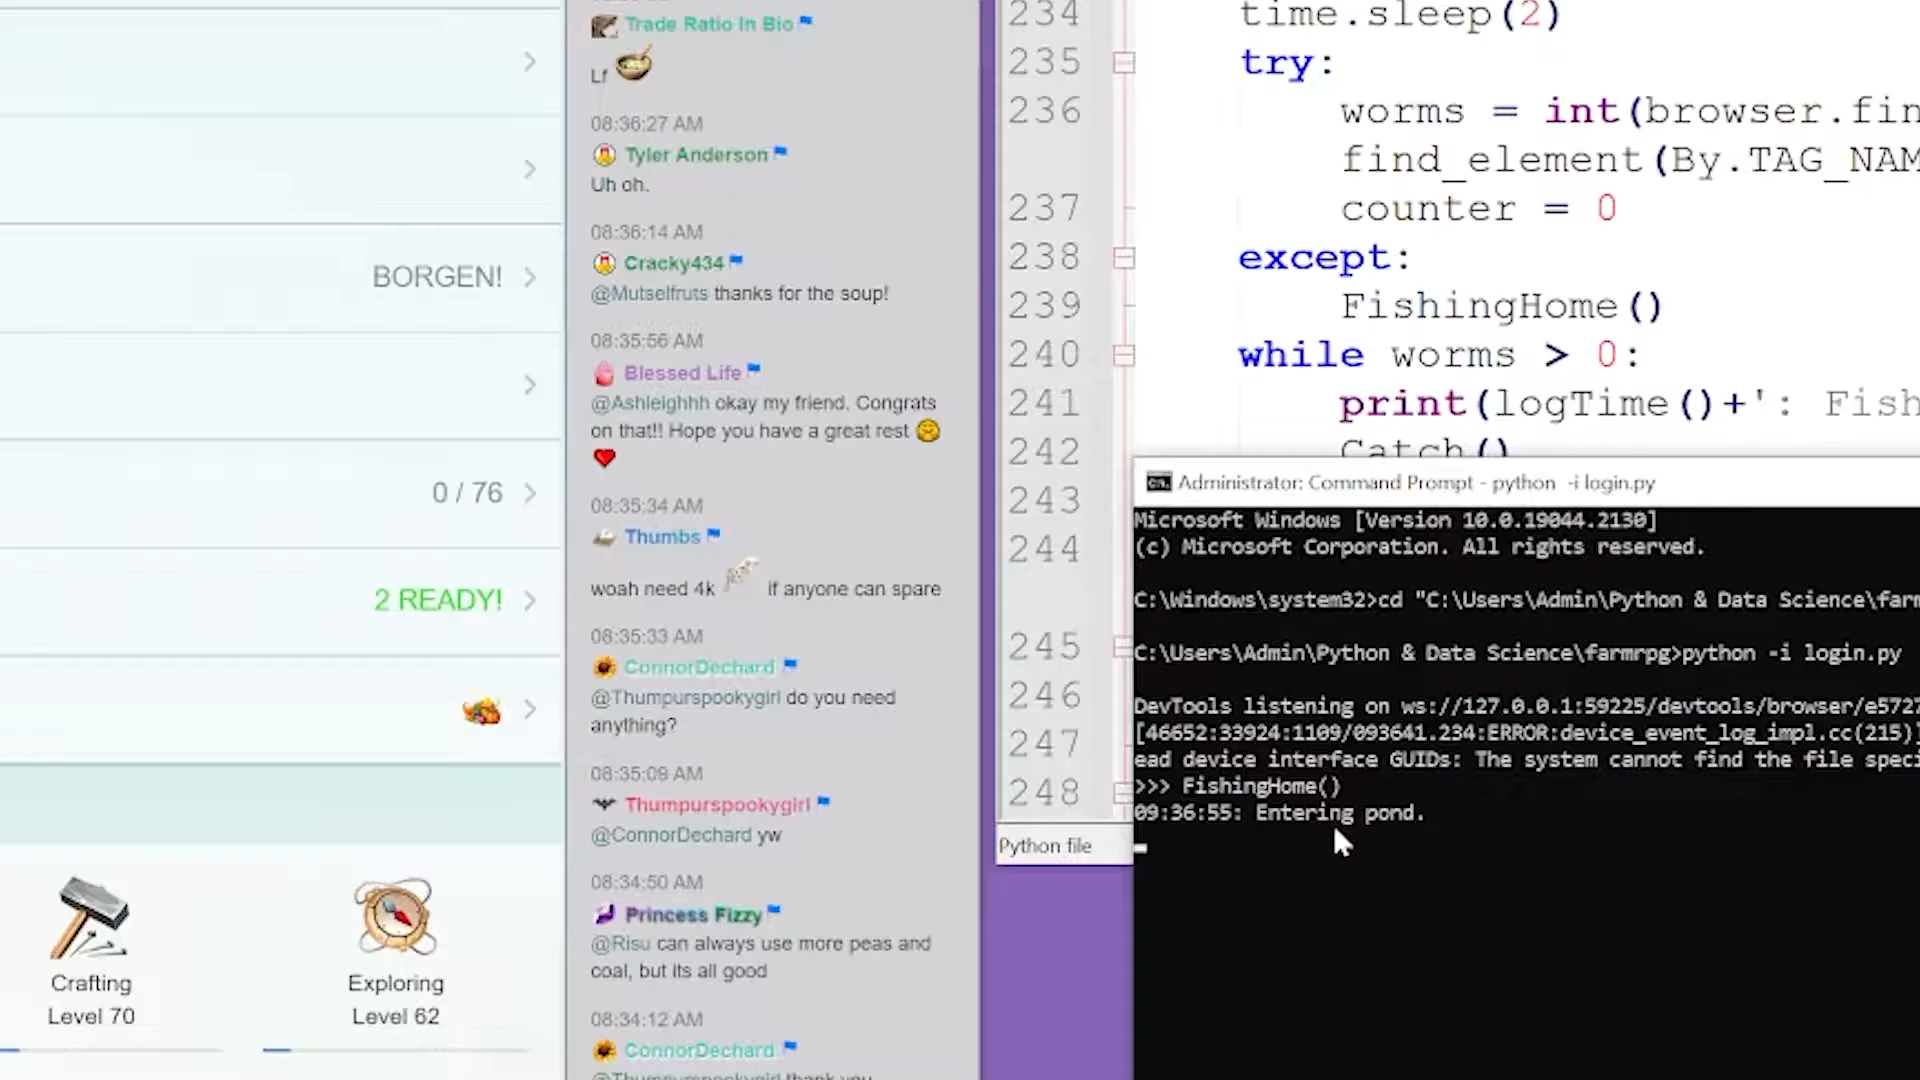 BORGEN!
0 / 76
2 READY!
Crafting
Level 70
Exploring
Level 62
Trade Ratio In Bio
Lf
08:36:27 AM
Tyler Anderson
Uh oh.
08:36:14 AM
Cracky434
@Mutselfruts thanks for the soup!
08:35:56 AM
Blessed Life
@Ashleighhh okay my friend. Congrats
on that!! Hope you have a great rest
08:35:34 AM
Thumbs
woah need 4k if anyone can spare
08:35:33 AM
ConnorDechard
@Thumpurspookygirl do you need
anything?
08:35:09 AM
Thumpurspookygirl
@ConnorDechard yw
08:34:50 AM
Princess Fizzy
@Risu can always use more peas and
coal, but its all good
08:34:12 AM
ConnorDechard
@Thumpurspookygirl thank you
234 time.sleep(2)
235 try:
236 worms = int(browser.fin
find_element(By.TAG_NAM
237 counter = 0
238 except:
239 FishingHome()
240 while worms > 0:
241 print(logTime()+': Fish
242 Catch()
243
244
245
246
247
248
Python file
Administrator: Command Prompt - python -i login.py
Microsoft Windows [Version 10.0.19044.2130]
(c) Microsoft Corporation. All rights reserved.
C:\Windows\system32>cd "C:\Users\Admin\Python & Data Science\farm
C:\Users\Admin\Python & Data Science\farmrpg>python -i login.py
DevTools listening on ws://127.0.0.1:59225/devtools/browser/e5727
[46652:33924:1109/093641.234:ERROR:device_event_log_impl.cc(215)]
ead device interface GUIDs: The system cannot find the file speci
>>> FishingHome()
09:36:55: Entering pond.